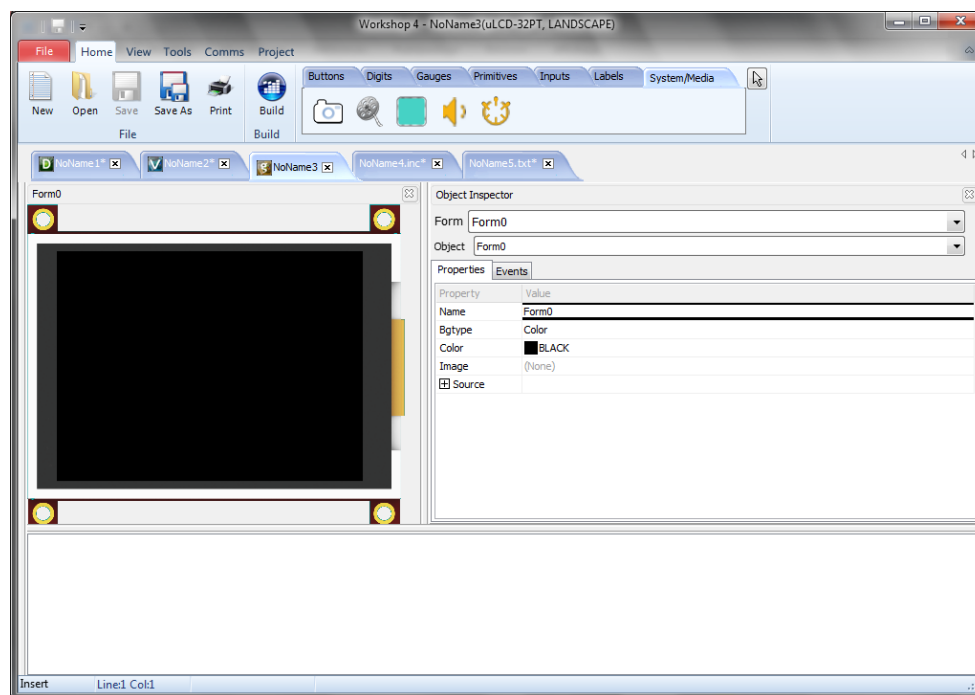 Workshop 4 - NoName3(uLCD-32PT, LANDSCAPE)
File Home View Tools Comms Project
New Open Save Save As Print Build
File Build
Buttons Digits Gauges Primitives Inputs Labels System/Media
NoName1* NoName2* NoName3 NoName4.inc* NoName5.txt*
Form0
Object Inspector
Form Form0
Object Form0
Properties Events
Property Value
Name Form0
Bgtype Color
Color BLACK
Image (None)
Source
Insert Line:1 Col:1